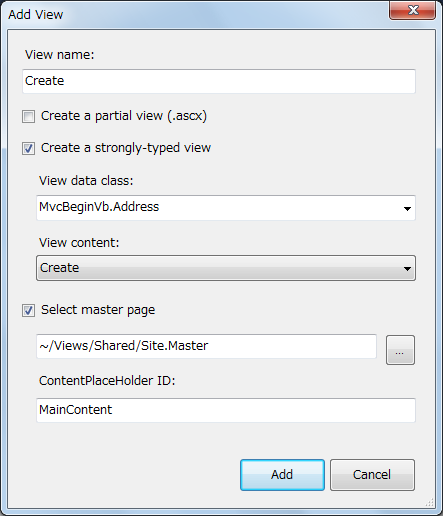 Add View
View name:
Create
Create a partial view (.ascx)
Create a strongly-typed view
View data class:
MvcBeginVb.Address
View content:
Create
Select master page
~/Views/Shared/Site.Master
...
ContentPlaceHolder ID:
MainContent
Add Cancel